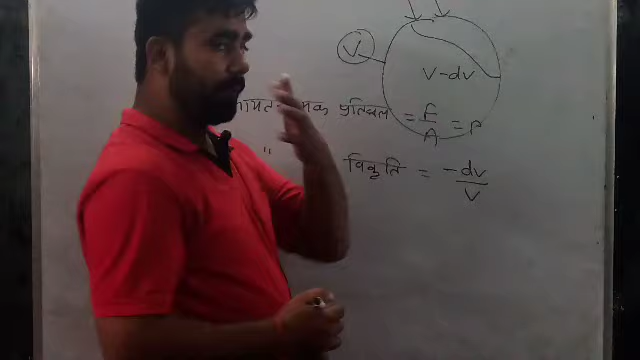 V
V-dv
प्रतिबल = F/A = P
" विकृति = -dv/V